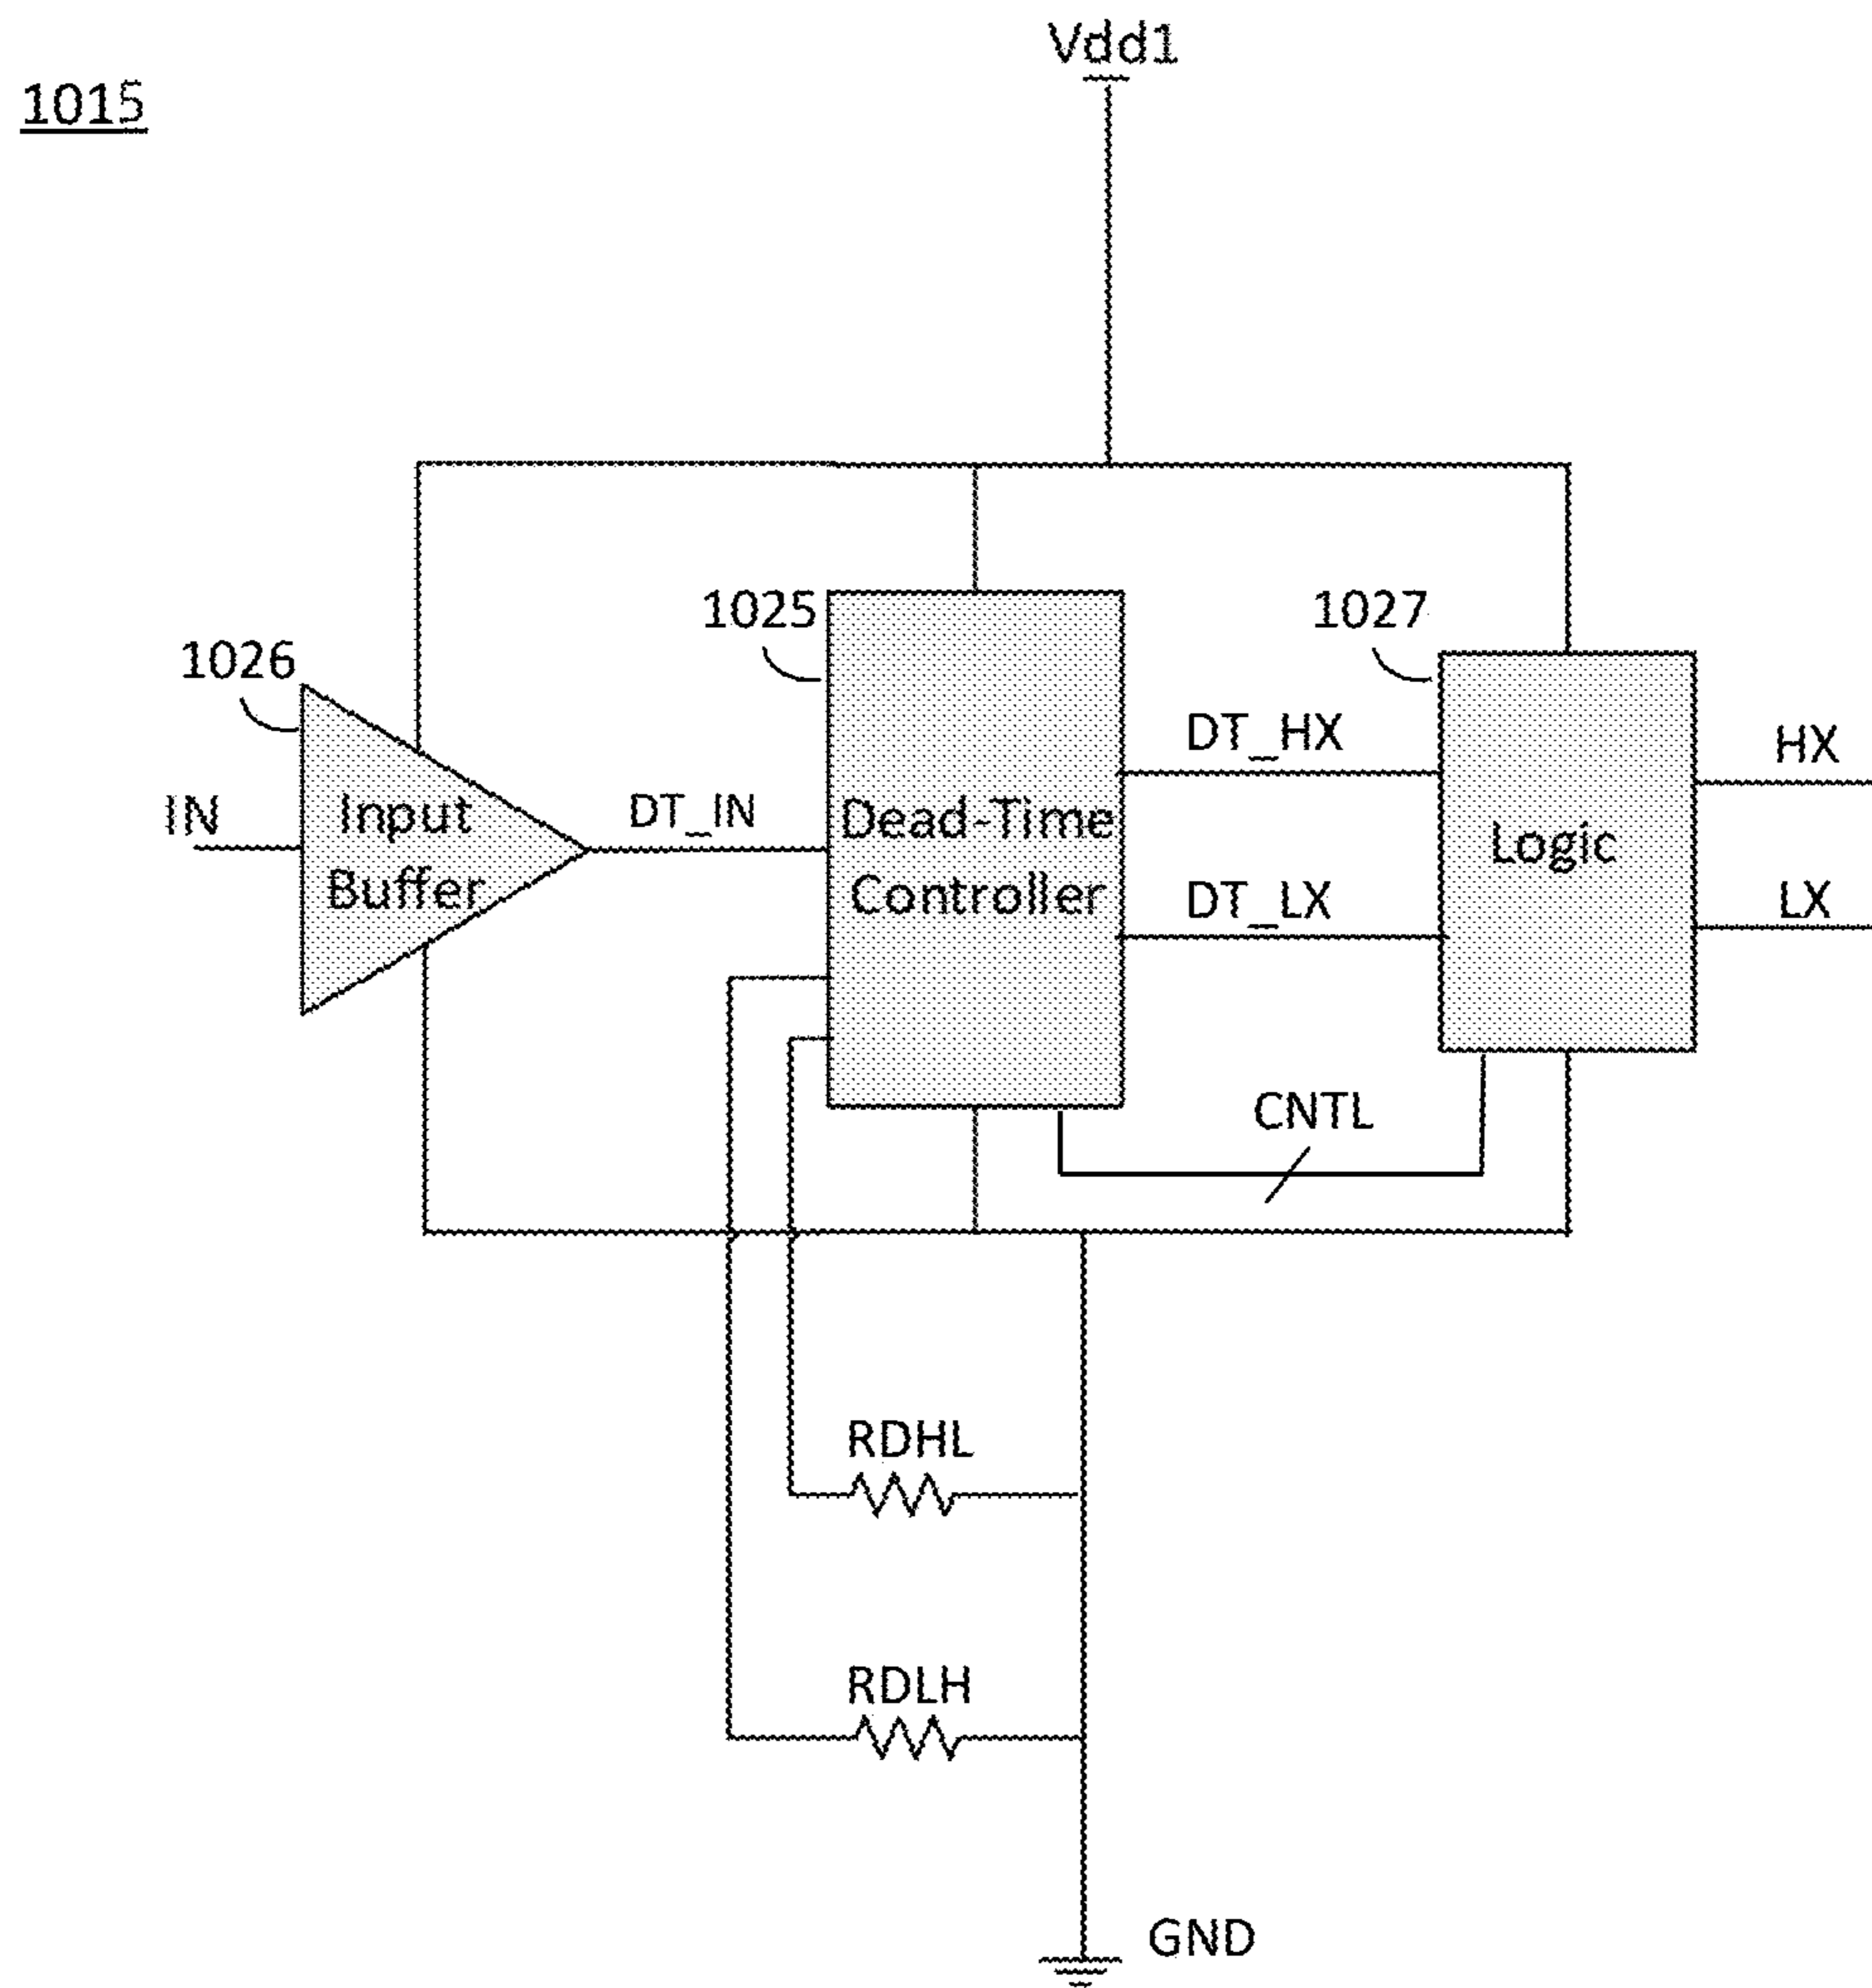 Vdd1
1015
1025
1027
1026
DT_HX
HX
IN
Input
Buffer
DT_IN
Dead-Time
Controller
Logic
DT_LX
LX
CNTL
RDHL
RDLH
GND